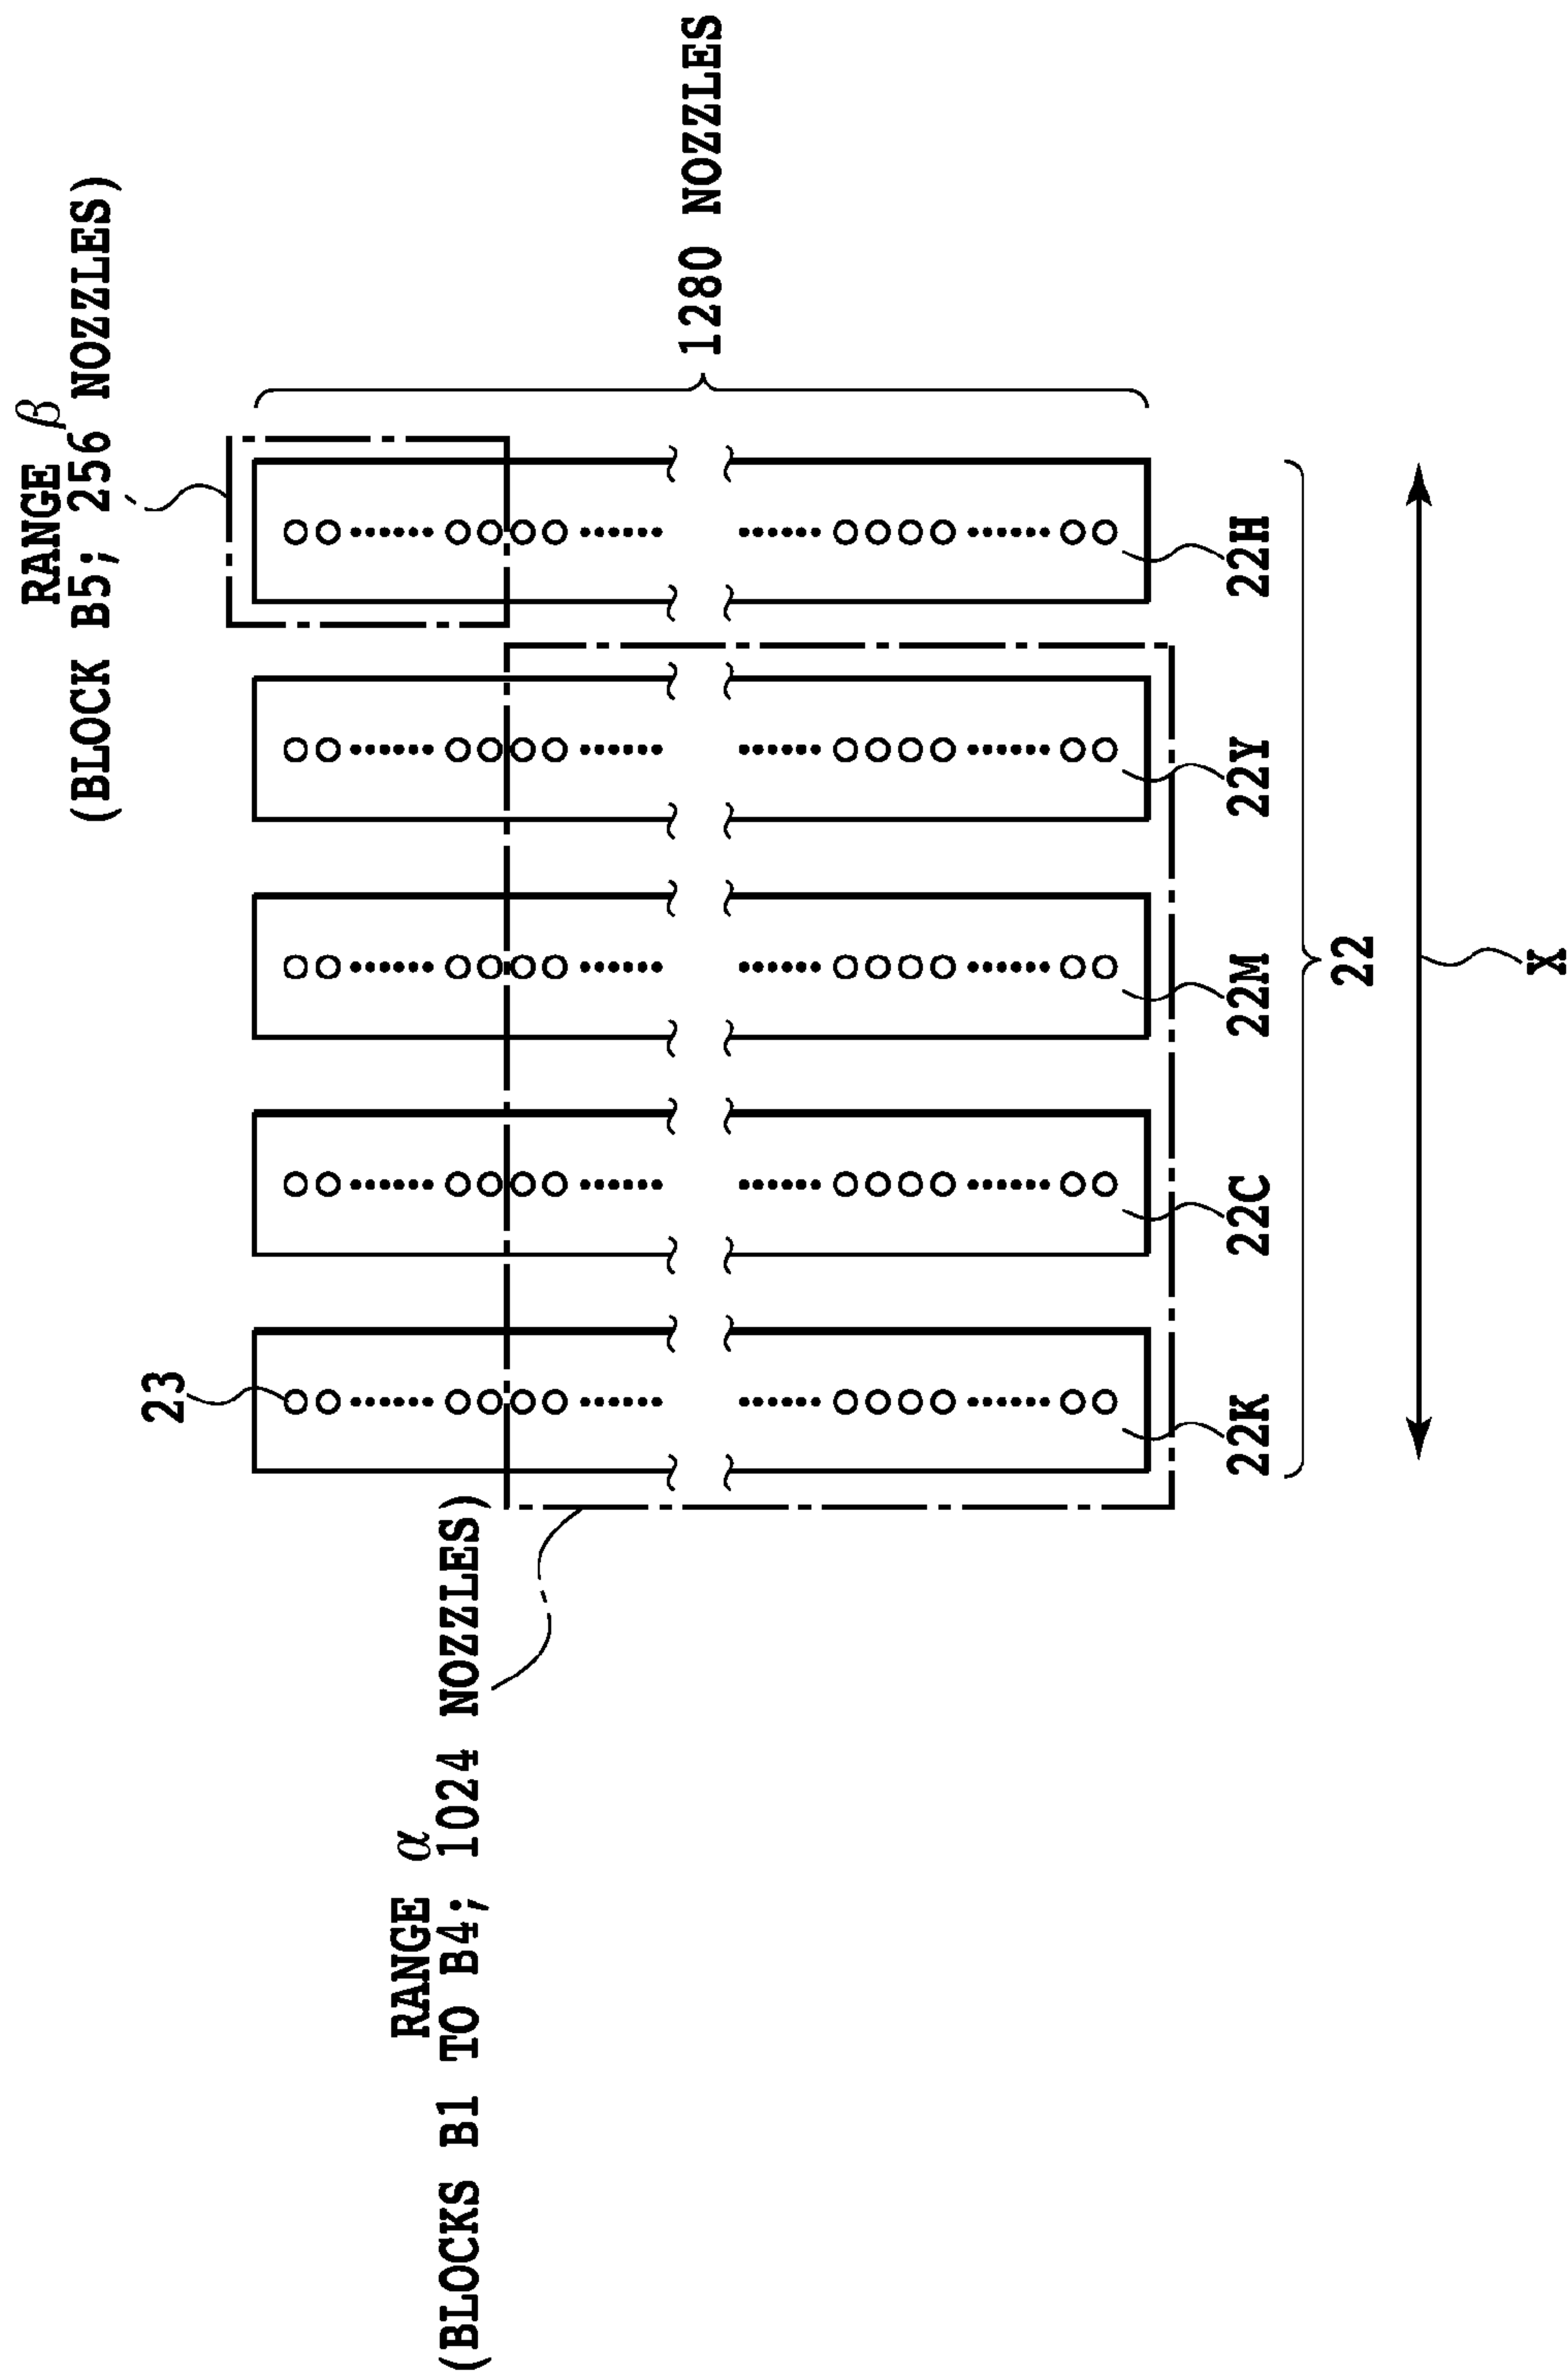 RANGE β
(BLOCK B5; 256 NOZZLES)
1280 NOZZLES
23
RANGE α
(BLOCKS B1 TO B4; 1024 NOZZLES)
22K
22C
22M
22Y
22H
22
X